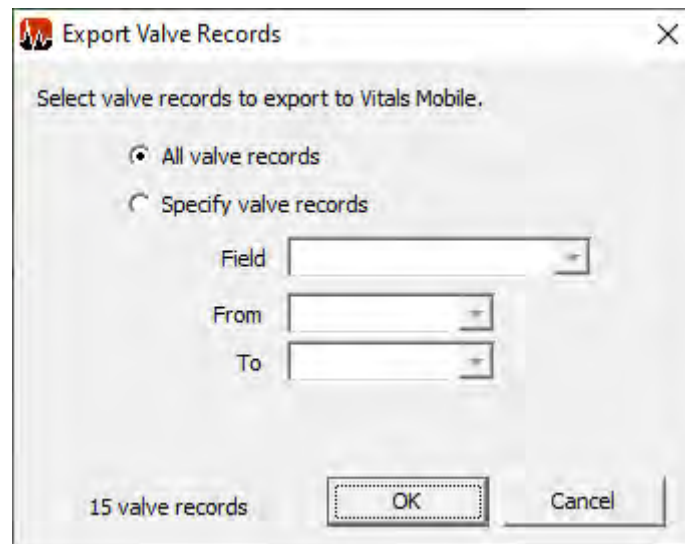 Export Valve Records
Select valve records to export to Vitals Mobile.
All valve records
Specify valve records
Field
From
To
15 valve records
OK
Cancel